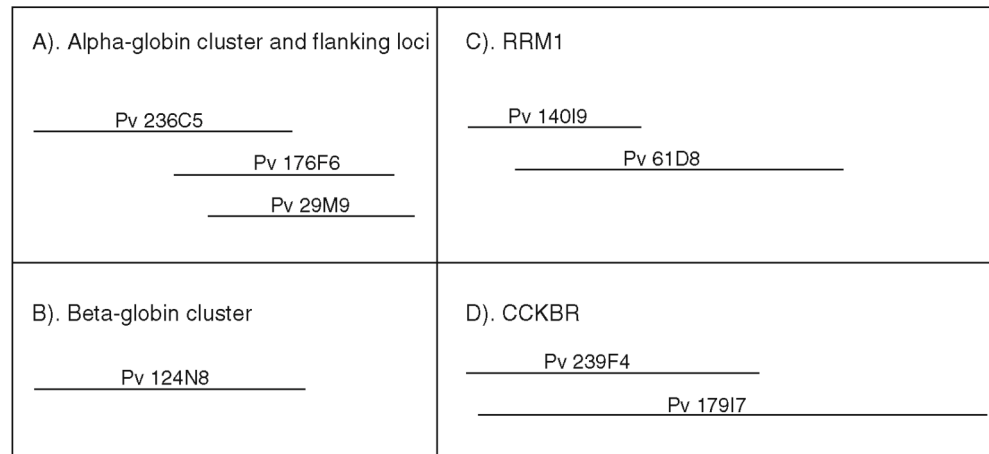 A). Alpha-globin cluster and flanking loci
Pv 236C5
Pv 176F6
Pv 29M9
C). RRM1
Pv 140I9
Pv 61D8
B). Beta-globin cluster
Pv 124N8
D). CCKBR
Pv 239F4
Pv 179I7